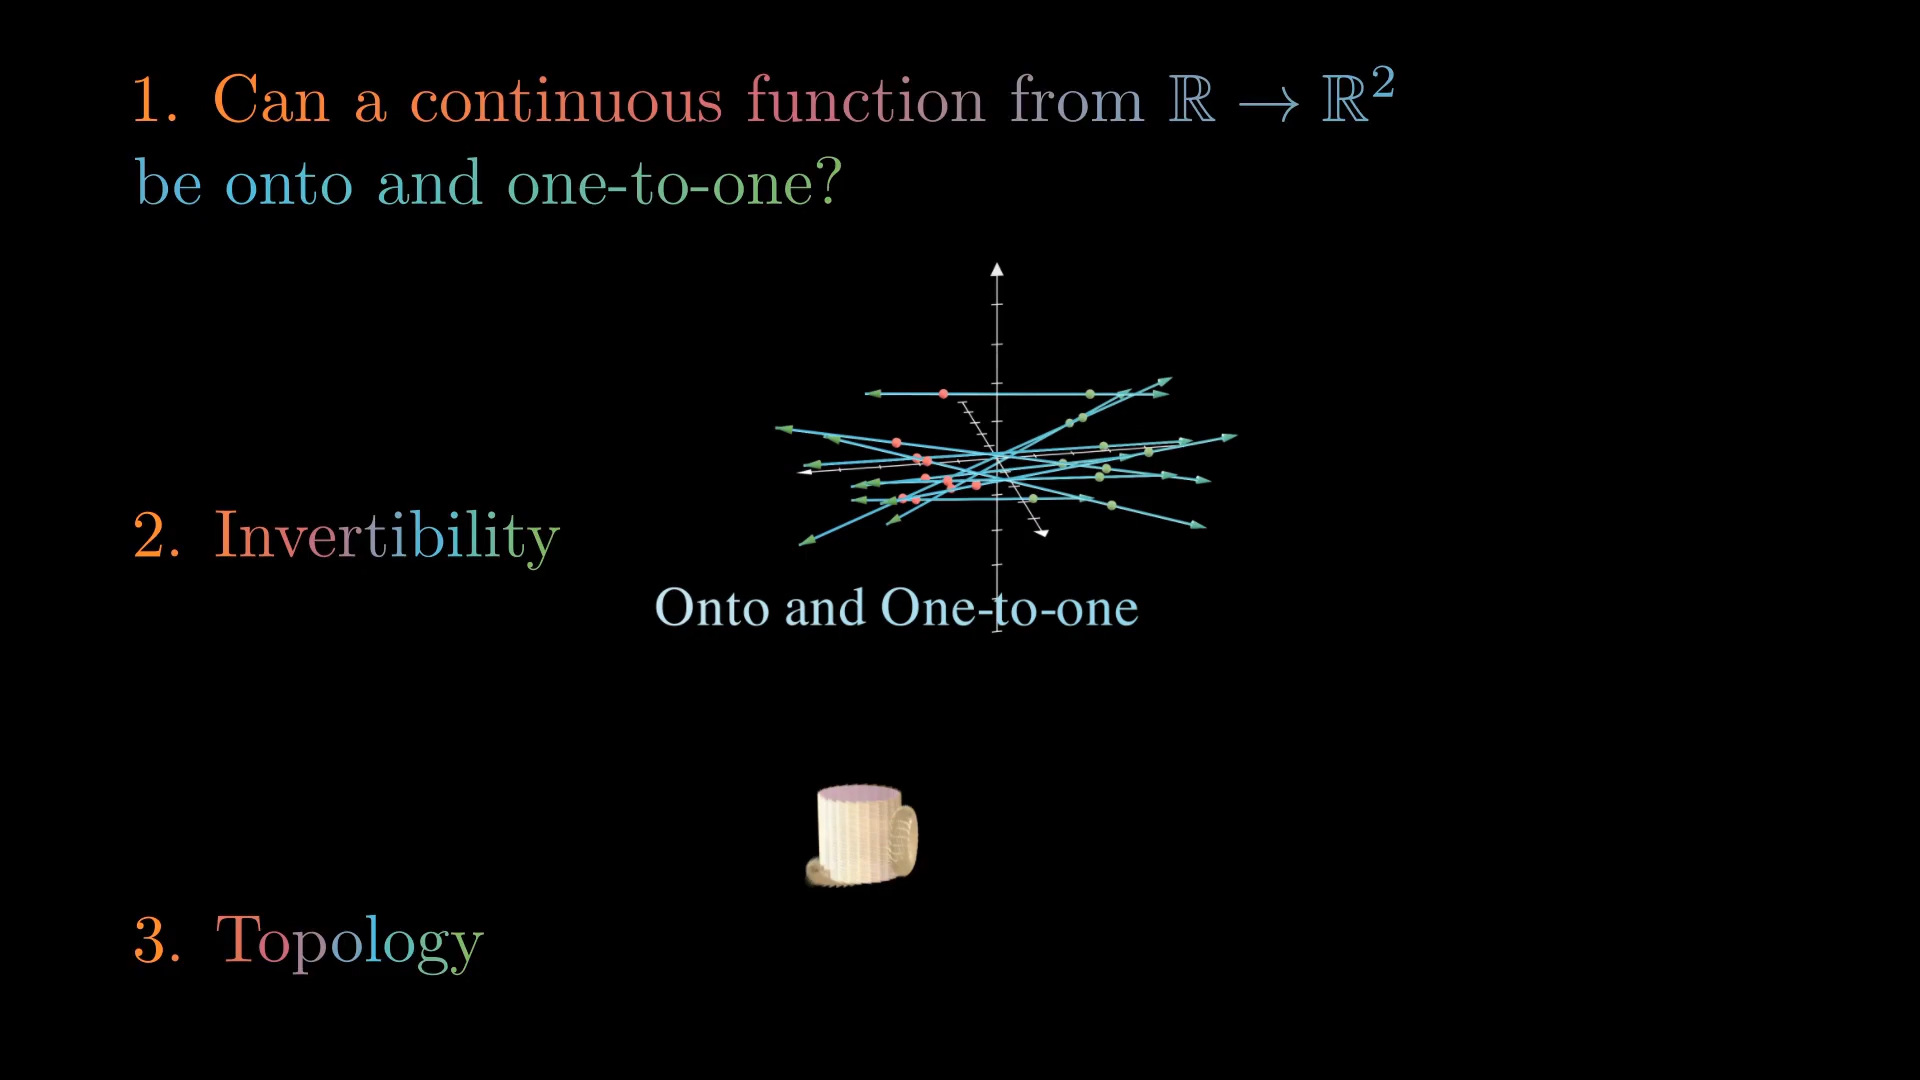 1. Can a continuous function from ℝ → ℝ²
be onto and one-to-one?
2. Invertibility
Onto and One-to-one
3. Topology